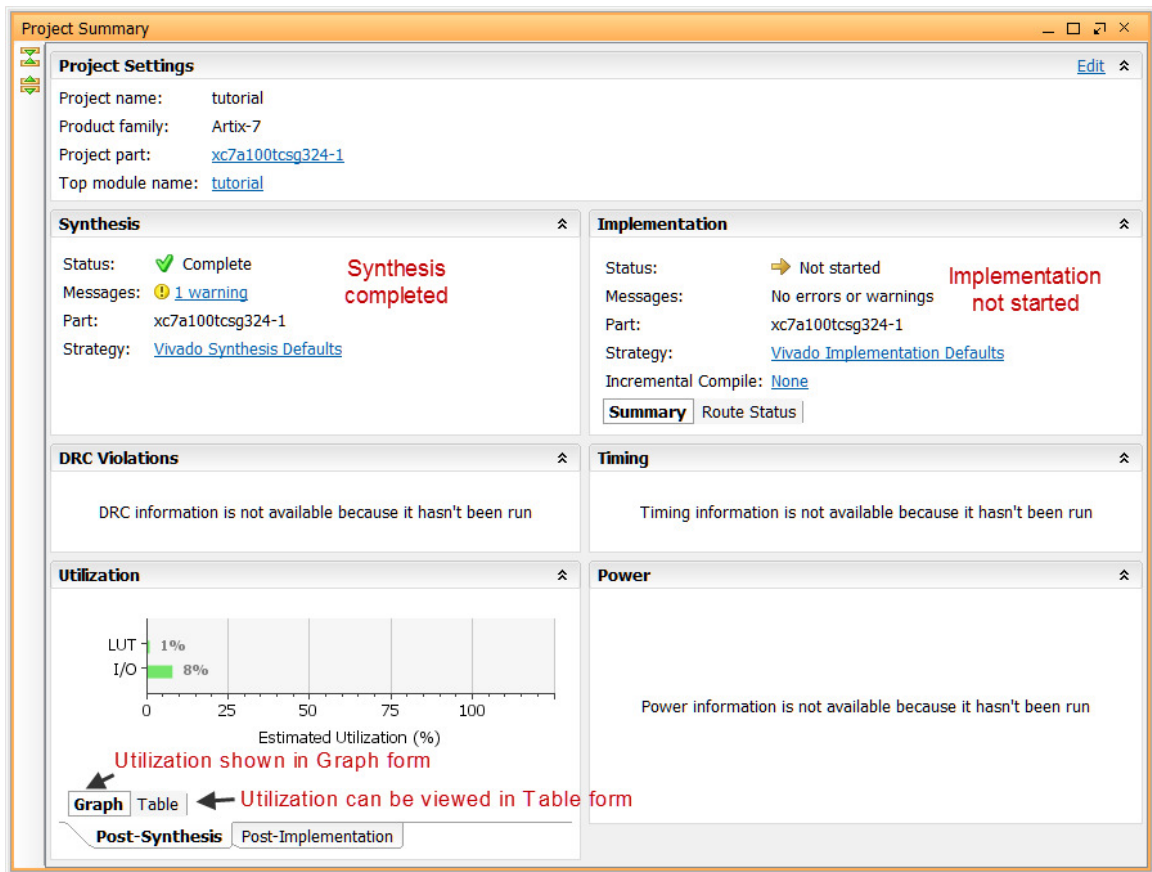 Project Summary
Project Settings
Edit
Project name: tutorial
Product family: Artix-7
Project part: xc7a100tcsg324-1
Top module name: tutorial
Synthesis
Status: Complete
Messages: 1 warning
Part: xc7a100tcsg324-1
Strategy: Vivado Synthesis Defaults
Synthesis
completed
Implementation
Status: Not started
Messages: No errors or warnings
Part: xc7a100tcsg324-1
Strategy: Vivado Implementation Defaults
Incremental Compile: None
Summary Route Status
Implementation
not started
DRC Violations
DRC information is not available because it hasn't been run
Timing
Timing information is not available because it hasn't been run
Utilization
LUT 1%
I/O 8%
0 25 50 75 100
Estimated Utilization (%)
Utilization shown in Graph form
Graph Table
Utilization can be viewed in Table form
Post-Synthesis Post-Implementation
Power
Power information is not available because it hasn't been run